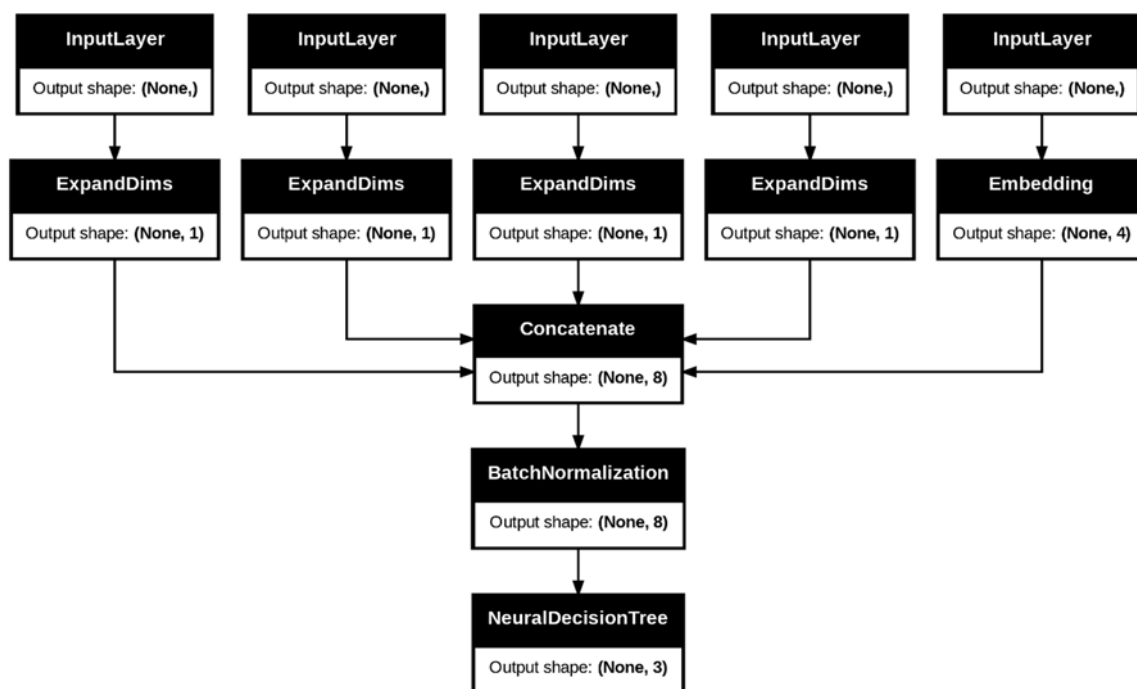 InputLayer
Output shape: (None,)
InputLayer
Output shape: (None,)
InputLayer
Output shape: (None,)
InputLayer
Output shape: (None,)
InputLayer
Output shape: (None,)
ExpandDims
Output shape: (None, 1)
ExpandDims
Output shape: (None, 1)
ExpandDims
Output shape: (None, 1)
ExpandDims
Output shape: (None, 1)
Embedding
Output shape: (None, 4)
Concatenate
Output shape: (None, 8)
BatchNormalization
Output shape: (None, 8)
NeuralDecisionTree
Output shape: (None, 3)